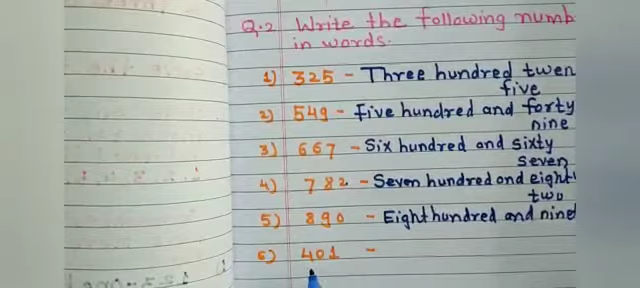 Q.2 Write the following numb
in words.
1) 325 - Three hundred twen
five
2) 549 - Five hundred and forty
nine
3) 667 - Six hundred and sixty
seven
4) 782 - Seven hundred and eight
two
5) 890 - Eight hundred and nine
6) 401 -